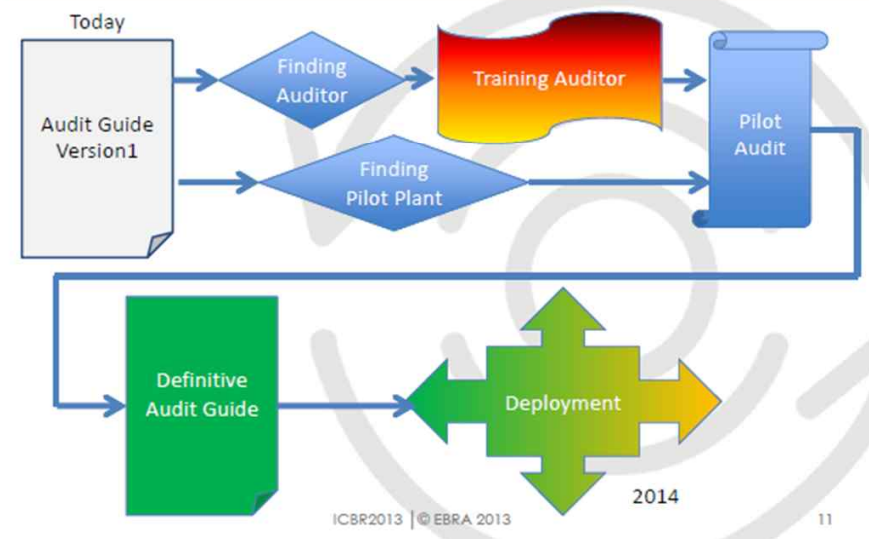 Today
Audit Guide
Version1
Finding
Auditor
Training Auditor
Pilot
Audit
Finding
Pilot Plant
Definitive
Audit Guide
Deployment
2014
ICBR2013 | © EBRA 2013
11